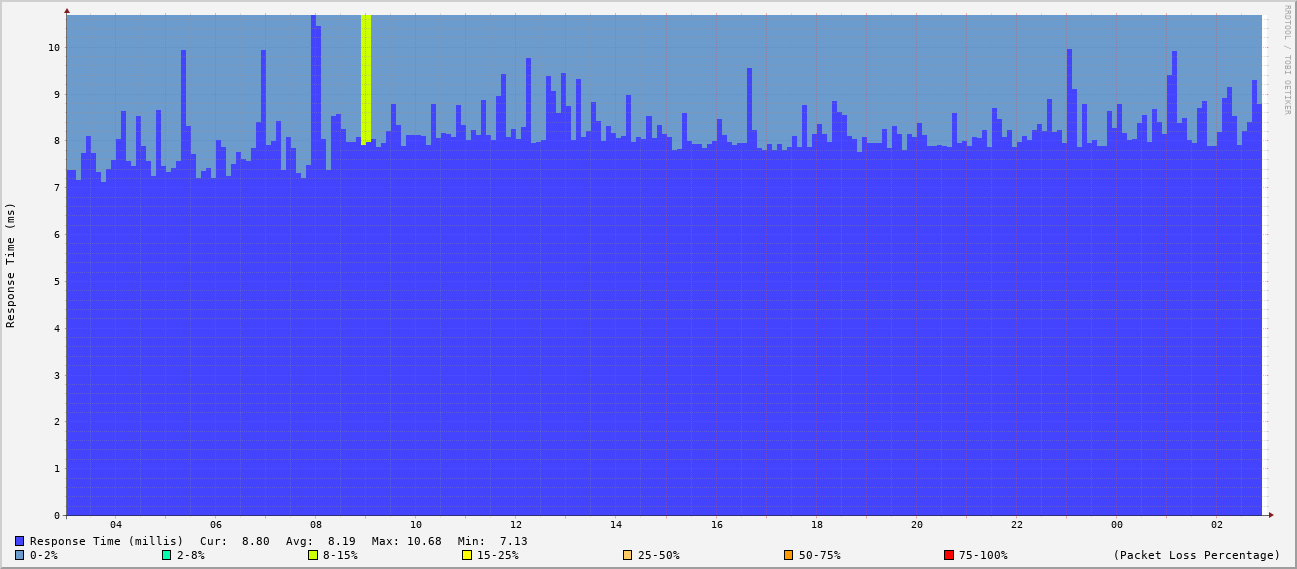 RRDTOOL / TOBI OETIKER
Response Time (ms)
10
9
8
7
6
5
4
3
2
1
0
04 06 08 10 12 14 16 18 20 22 00 02
Response Time (millis) Cur: 8.80 Avg: 8.19 Max: 10.68 Min: 7.13
0-2% 2-8% 8-15% 15-25% 25-50% 50-75% 75-100% (Packet Loss Percentage)